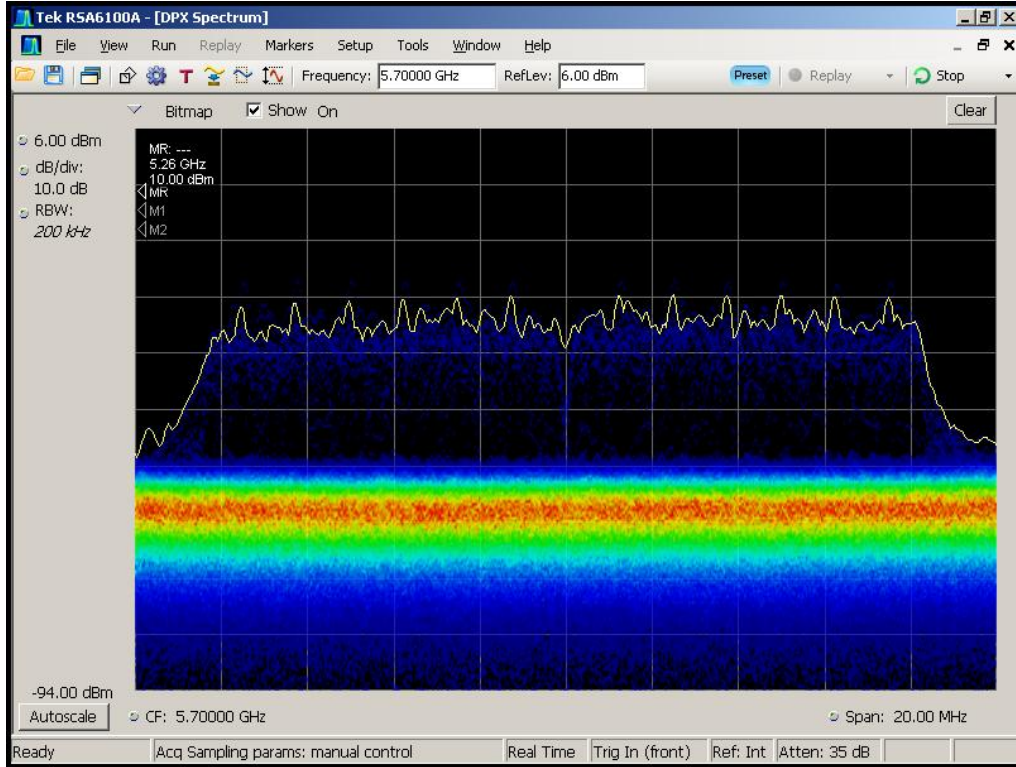 Tek RSA6100A - [DPX Spectrum]
File View Run Replay Markers Setup Tools Window Help
T Frequency: 5.70000 GHz RefLev: 6.00 dBm Preset Replay Stop
Bitmap Show On Clear
6.00 dBm
dB/div:
10.0 dB
RBW:
200 kHz
MR: ---
5.26 GHz
10.00 dBm
MR
M1
M2
-94.00 dBm
Autoscale CF: 5.70000 GHz Span: 20.00 MHz
Ready Acq Sampling params: manual control Real Time Trig In (front) Ref: Int Atten: 35 dB